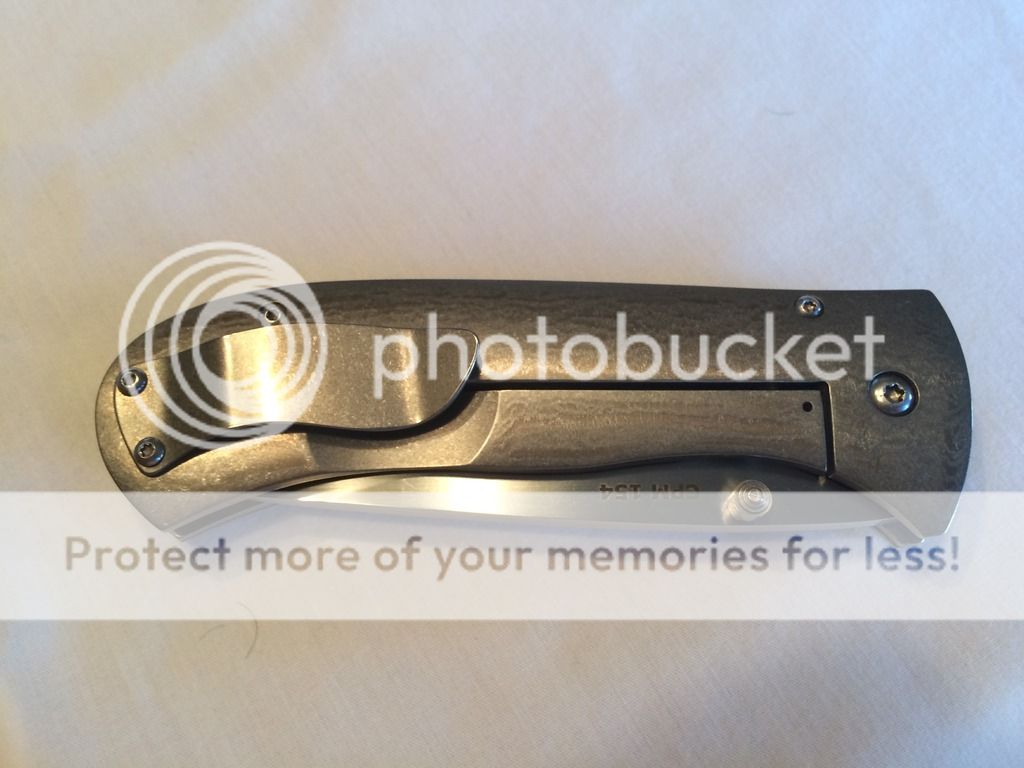 photobucket
CPM 154
Protect more of your memories for less!